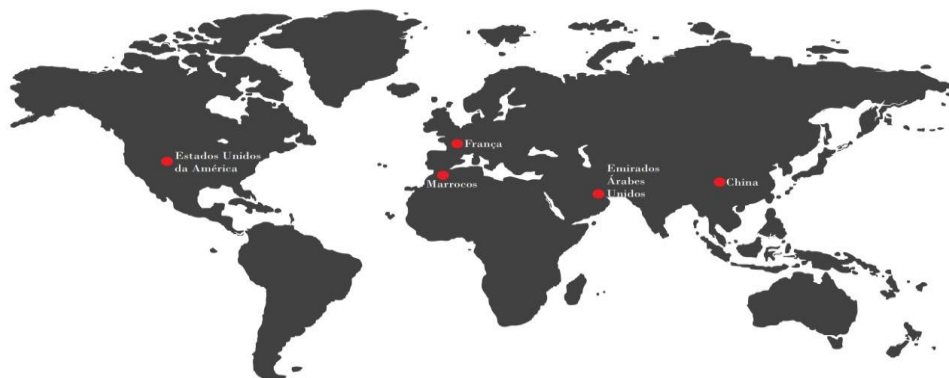 Estados Unidos
da América
França
Marrocos
Emirados
Árabes
Unidos
China